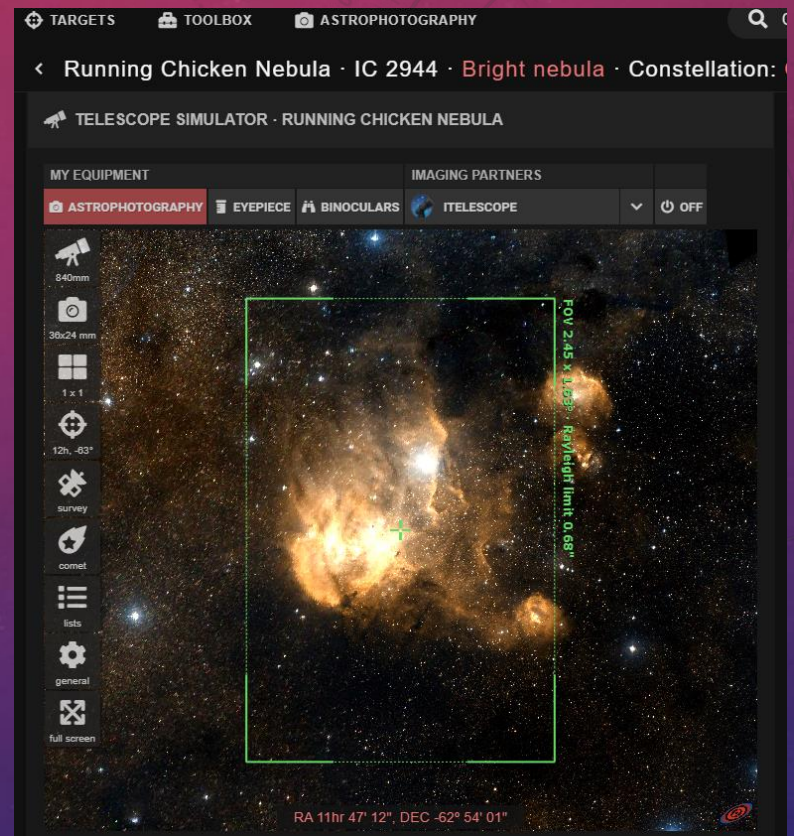 TARGETS TOOLBOX ASTROPHOTOGRAPHY
Running Chicken Nebula · IC 2944 · Bright nebula · Constellation:
TELESCOPE SIMULATOR · RUNNING CHICKEN NEBULA
MY EQUIPMENT IMAGING PARTNERS
ASTROPHOTOGRAPHY EYEPIECE BINOCULARS ITELESCOPE OFF
840mm
36x24 mm
1 x 1
12h, -63°
survey
comet
lists
general
full screen
FOV 2.45 x 1.63° · Rayleigh limit 0.68"
RA 11hr 47' 12", DEC -62° 54' 01"